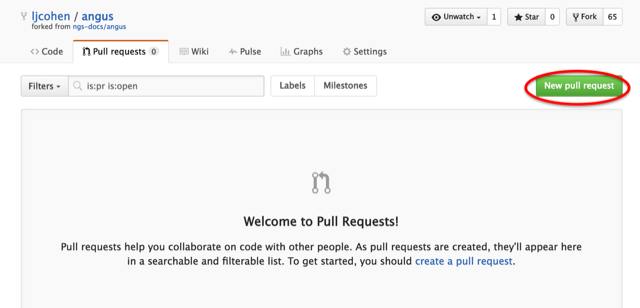 ljcohen / angus
forked from ngs-docs/angus
Unwatch 1 Star 0 Fork 65
Code Pull requests 0 Wiki Pulse Graphs Settings
Filters is:pr is:open Labels Milestones New pull request
Welcome to Pull Requests!
Pull requests help you collaborate on code with other people. As pull requests are created, they'll appear here
in a searchable and filterable list. To get started, you should create a pull request.